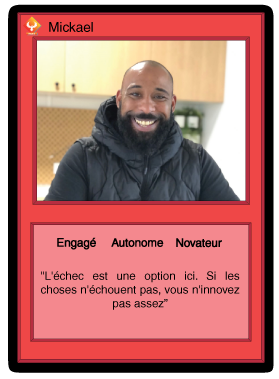 Mickael
Engagé Autonome Novateur
"L'échec est une option ici. Si les
choses n'échouent pas, vous n'innovez
pas assez”